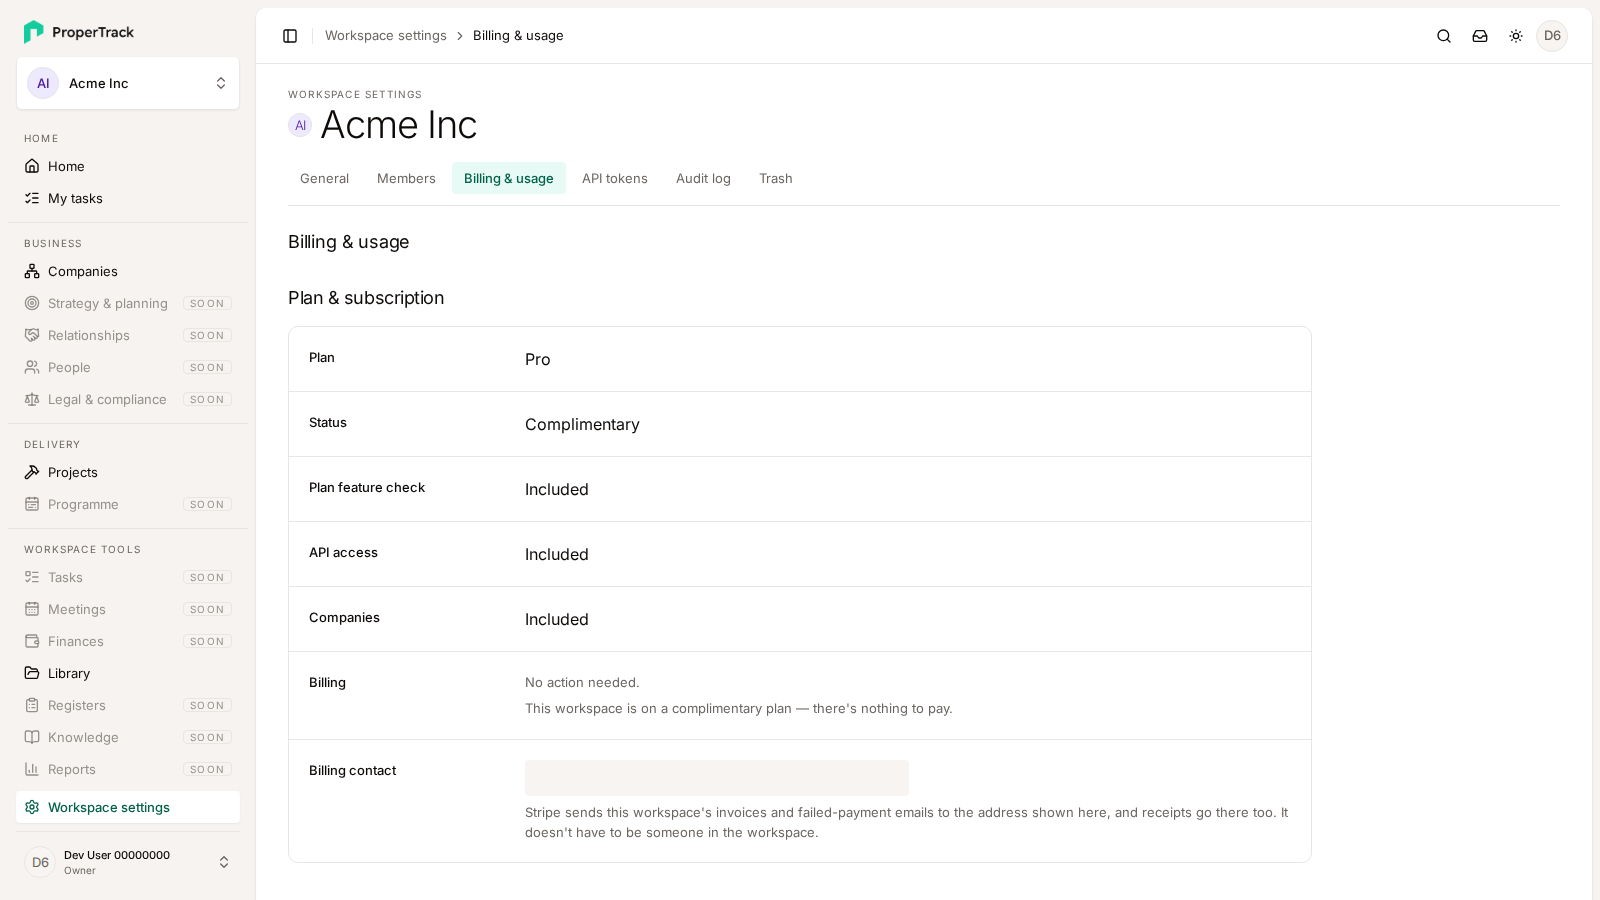 ProperTrack
AI Acme Inc
HOME
Home
My tasks
BUSINESS
Companies
Strategy & planning SOON
Relationships SOON
People SOON
Legal & compliance SOON
DELIVERY
Projects
Programme SOON
WORKSPACE TOOLS
Tasks SOON
Meetings SOON
Finances SOON
Library
Registers SOON
Knowledge SOON
Reports SOON
Workspace settings
D6 Dev User 00000000
Owner
Workspace settings > Billing & usage
D6
WORKSPACE SETTINGS
AI Acme Inc
General Members Billing & usage API tokens Audit log Trash
Billing & usage
Plan & subscription
Plan Pro
Status Complimentary
Plan feature check Included
API access Included
Companies Included
Billing No action needed.
This workspace is on a complimentary plan — there's nothing to pay.
Billing contact
Stripe sends this workspace's invoices and failed-payment emails to the address shown here, and receipts go there too. It
doesn't have to be someone in the workspace.